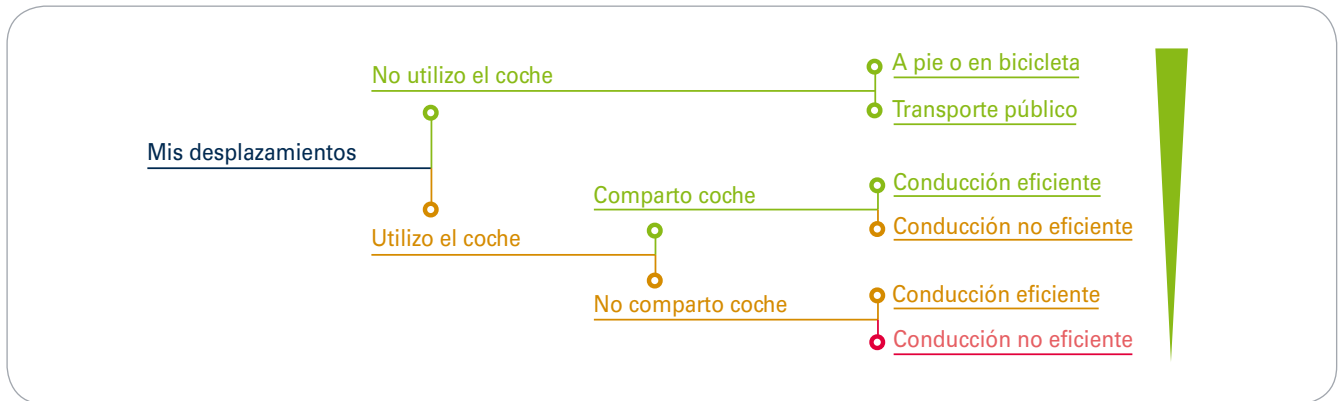 No utilizo el coche
A pie o en bicicleta
Transporte público
Mis desplazamientos
Comparto coche
Conducción eficiente
Conducción no eficiente
Utilizo el coche
No comparto coche
Conducción eficiente
Conducción no eficiente